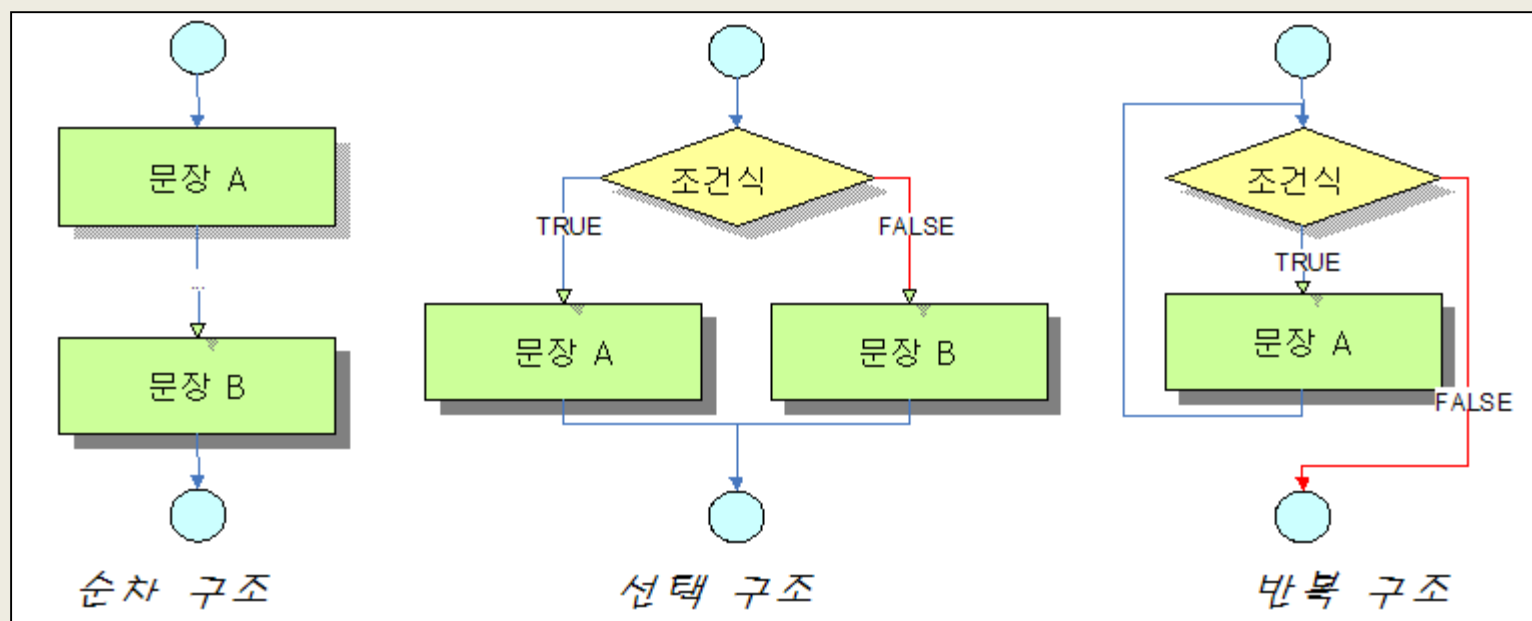 문장 A
...
문장 B
순차 구조
조건식
TRUE
FALSE
문장 A
문장 B
선택 구조
조건식
TRUE
문장 A
FALSE
반복 구조